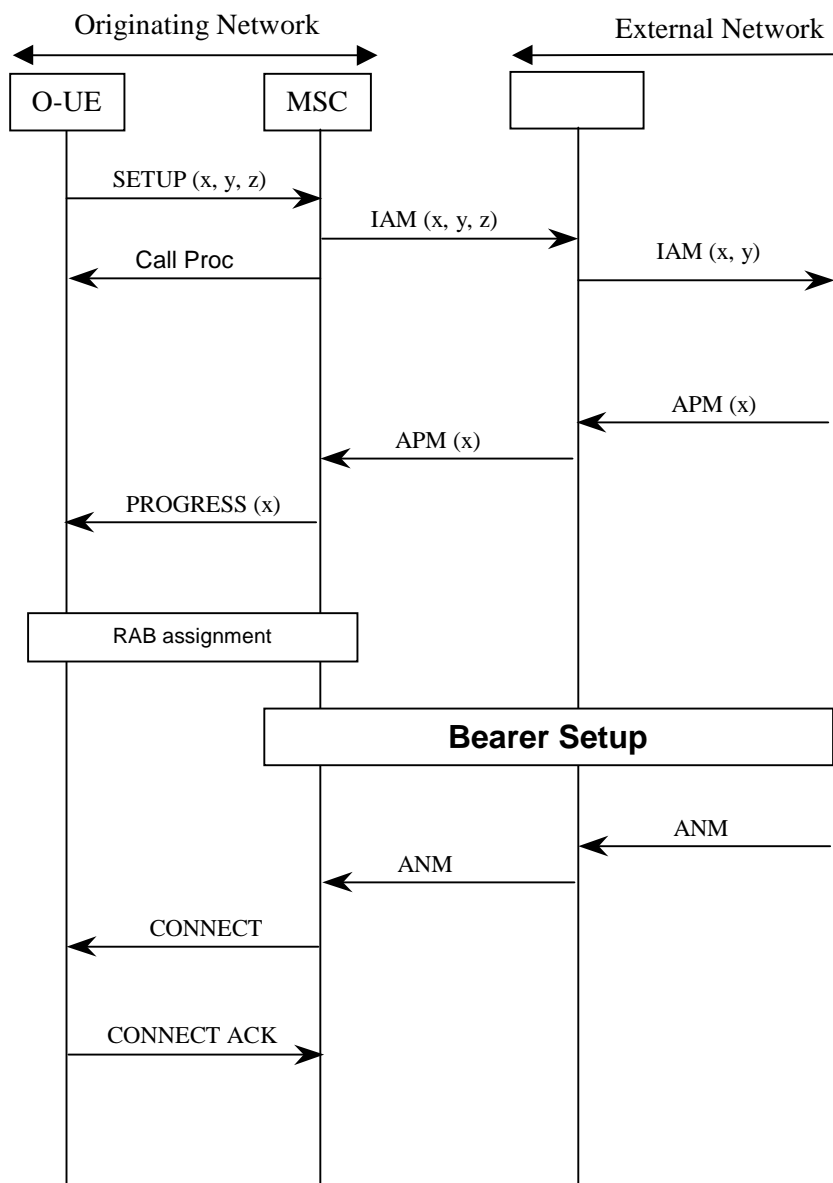 Originating Network
External Network
O-UE
MSC
SETUP (x, y, z)
IAM (x, y, z)
Call Proc
IAM (x, y)
APM (x)
APM (x)
PROGRESS (x)
RAB assignment
Bearer Setup
ANM
ANM
CONNECT
CONNECT ACK